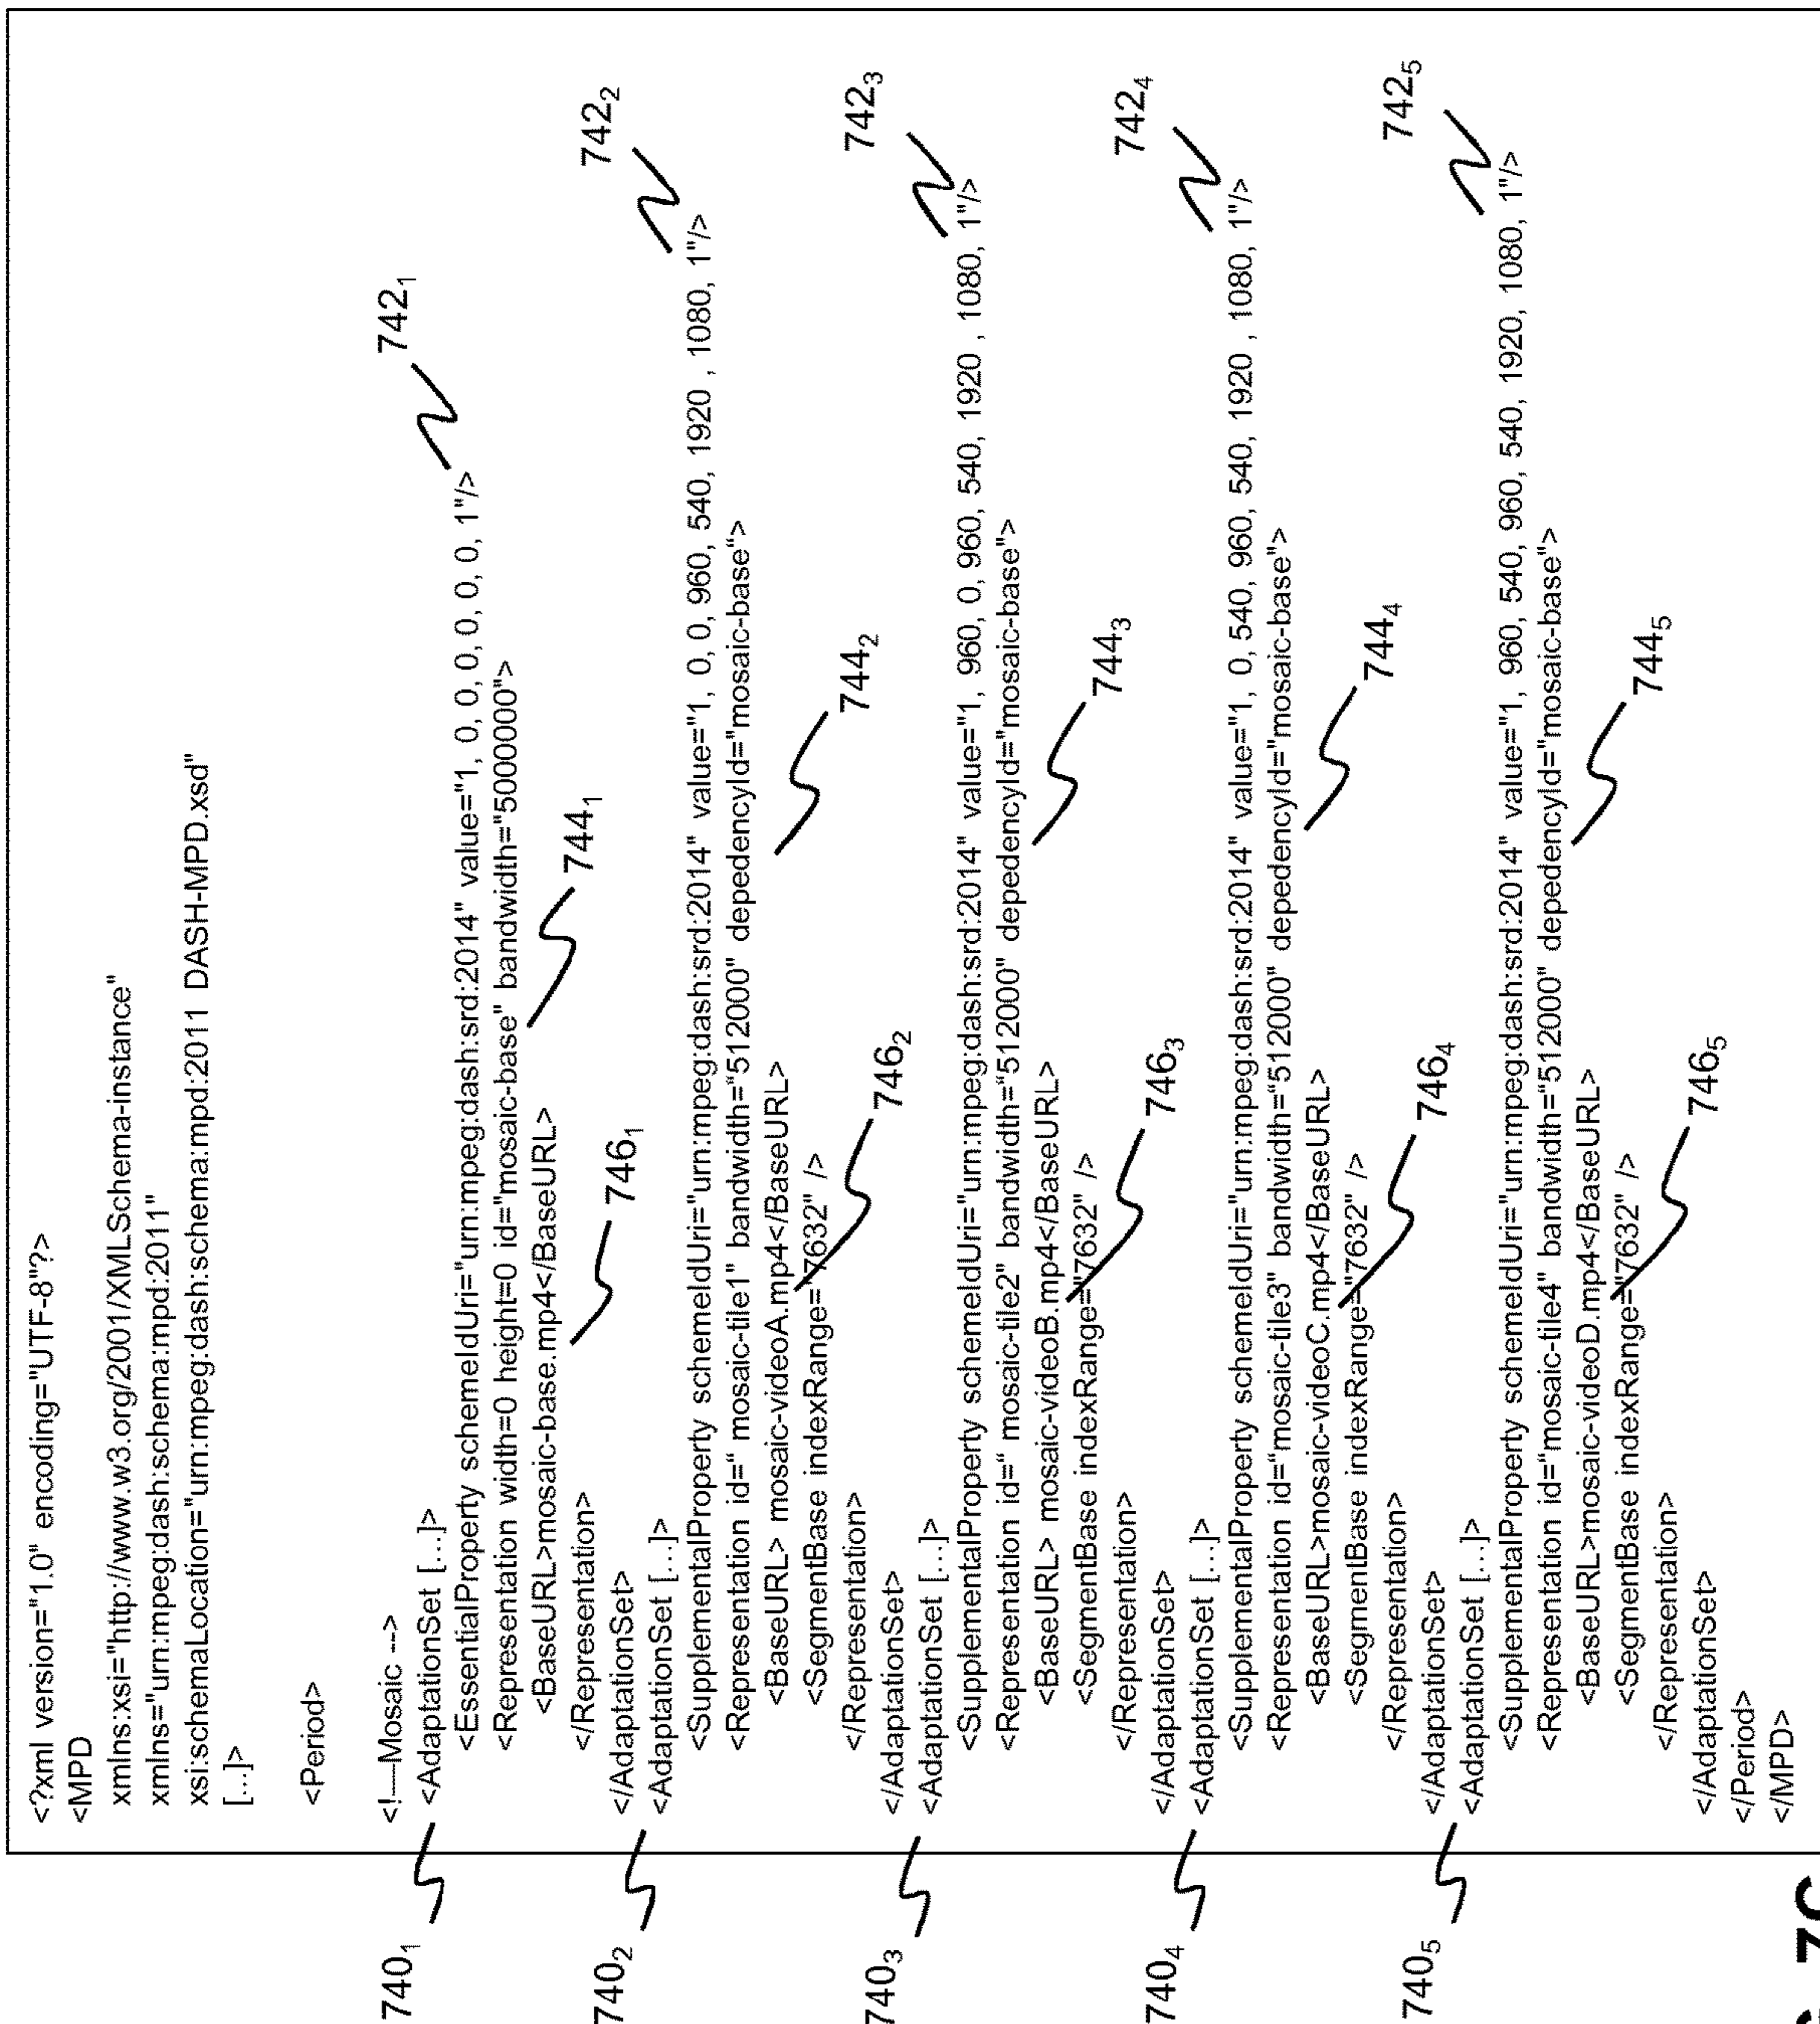 <?xml version="1.0" encoding="UTF-8"?>
<MPD
xmlns:xsi="http://www.w3.org/2001/XMLSchema-instance"
xmlns="urn:mpeg:dash:schema:mpd:2011"
xsi:schemaLocation="urn:mpeg:dash:schema:mpd:2011 DASH-MPD.xsd"
[...]>
<Period>
<!—Mosaic -->
740₁ <AdaptationSet [...]>
<EssentialProperty schemeIdUri="urn:mpeg:dash:srd:2014" value="1, 0, 0, 0, 0, 0, 0, 1"/> 742₁
<Representation width=0 height=0 id="mosaic-base" bandwidth="5000000">
<BaseURL>mosaic-base.mp4</BaseURL> 744₁
</Representation> 746₁
</AdaptationSet>
740₂ <AdaptationSet [...]>
<SupplementalProperty schemeIdUri="urn:mpeg:dash:srd:2014" value="1, 0, 0, 960, 540, 1920 , 1080, 1"/> 742₂
<Representation id=“ mosaic-tile1" bandwidth=“512000" depedencyId="mosaic-base“>
<BaseURL> mosaic-videoA.mp4</BaseURL>
<SegmentBase indexRange="7632" /> 744₂
</Representation> 746₂
</AdaptationSet>
740₃ <AdaptationSet [...]>
<SupplementalProperty schemeIdUri="urn:mpeg:dash:srd:2014" value="1, 960, 0, 960, 540, 1920 , 1080, 1"/> 742₃
<Representation id=“ mosaic-tile2" bandwidth=“512000" depedencyId="mosaic-base“>
<BaseURL> mosaic-videoB.mp4</BaseURL>
<SegmentBase indexRange="7632" /> 744₃
</Representation> 746₃
</AdaptationSet>
740₄ <AdaptationSet [...]>
<SupplementalProperty schemeIdUri="urn:mpeg:dash:srd:2014" value="1, 0, 540, 960, 540, 1920 , 1080, 1"/> 742₄
<Representation id=“mosaic-tile3" bandwidth=“512000" depedencyId="mosaic-base“>
<BaseURL>mosaic-videoC.mp4</BaseURL>
<SegmentBase indexRange="7632" /> 744₄
</Representation> 746₄
</AdaptationSet>
740₅ <AdaptationSet [...]>
<SupplementalProperty schemeIdUri="urn:mpeg:dash:srd:2014" value="1, 960, 540, 960, 540, 1920, 1080, 1"/> 742₅
<Representation id=“mosaic-tile4" bandwidth=“512000" depedencyId="mosaic-base“>
<BaseURL>mosaic-videoD.mp4</BaseURL>
<SegmentBase indexRange="7632" /> 744₅
</Representation> 746₅
</AdaptationSet>
</Period>
</MPD>